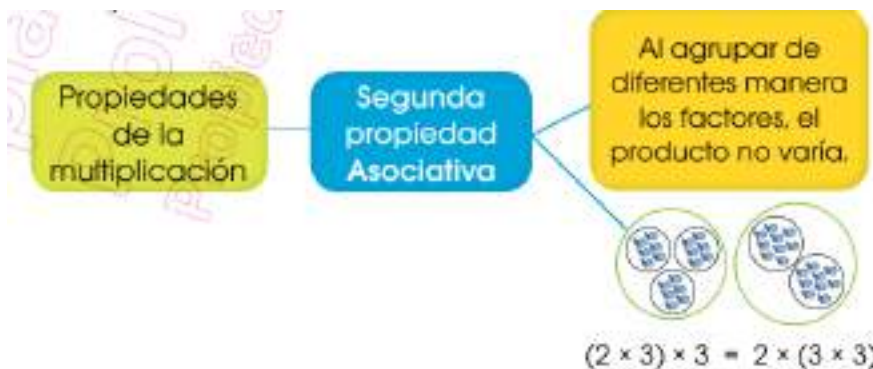 Propiedades
de la
multiplicación
Segunda
propiedad
Asociativa
Al agrupar de
diferentes manera
los factores, el
producto no varía.
(2 × 3) × 3 = 2 × (3 × 3)